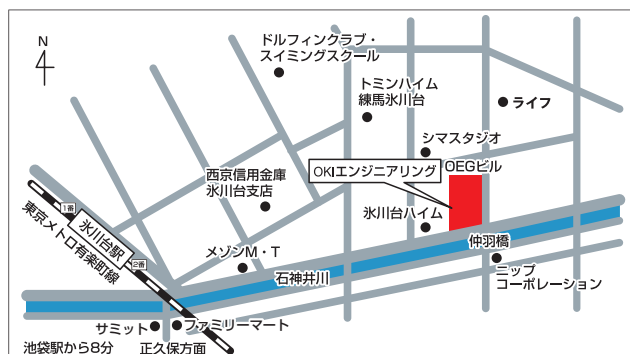 N
ドルフィンクラブ・
スイミングスクール
トミンハイム
練馬氷川台
ライフ
シマスタジオ
OKIエンジニアリング
OEGビル
西京信用金庫
氷川台支店
氷川台ハイム
1番
氷川台駅
2番
東京メトロ有楽町線
メゾンM・T
仲羽橋
石神井川
ニップ
コーポレーション
サミット
ファミリーマート
池袋駅から8分
正久保方面